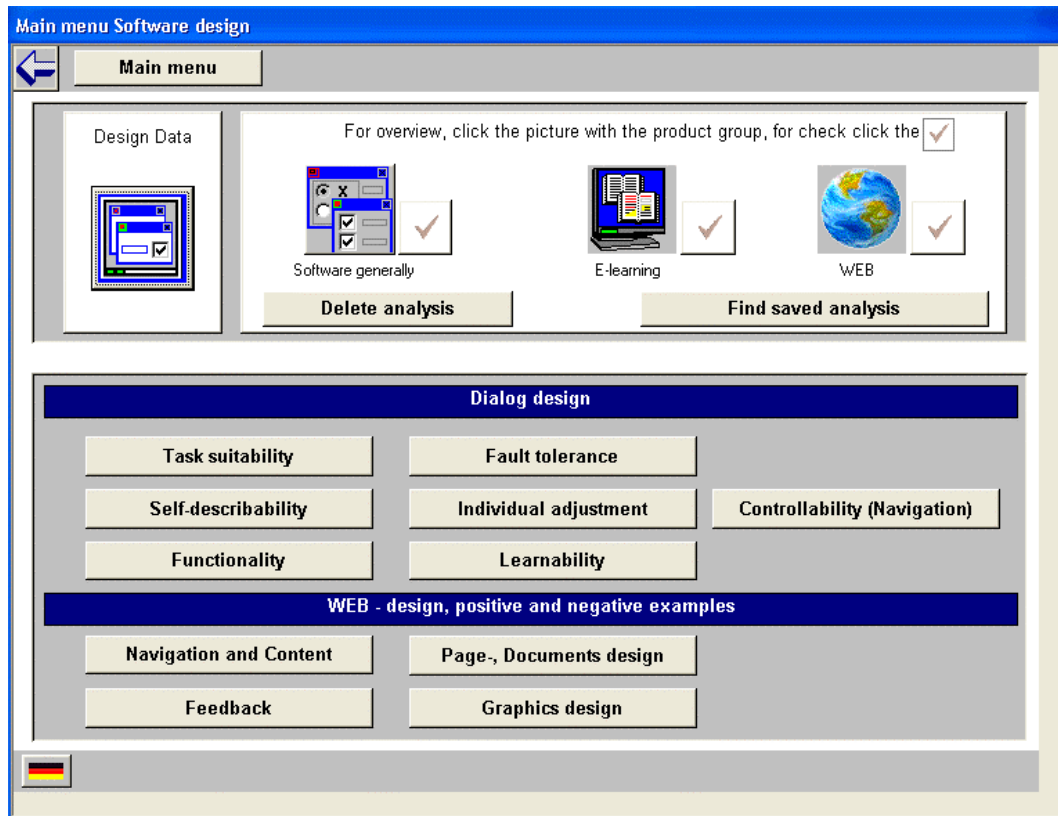 Main menu Software design
Main menu
Design Data
For overview, click the picture with the product group, for check click the
X
Software generally
E-learning
WEB
Delete analysis
Find saved analysis
Dialog design
Task suitability
Fault tolerance
Self-describability
Individual adjustment
Controllability (Navigation)
Functionality
Learnability
WEB - design, positive and negative examples
Navigation and Content
Page-, Documents design
Feedback
Graphics design